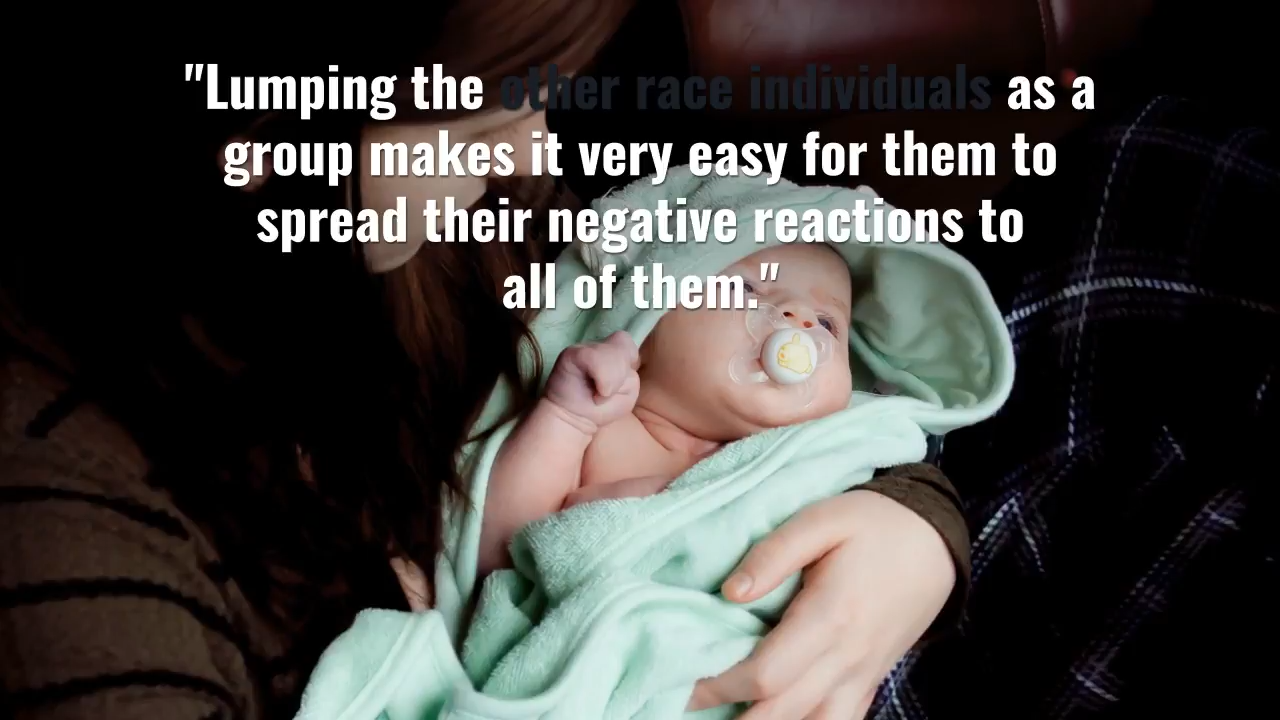 "Lumping the other race individuals as a
group makes it very easy for them to
spread their negative reactions to
all of them."